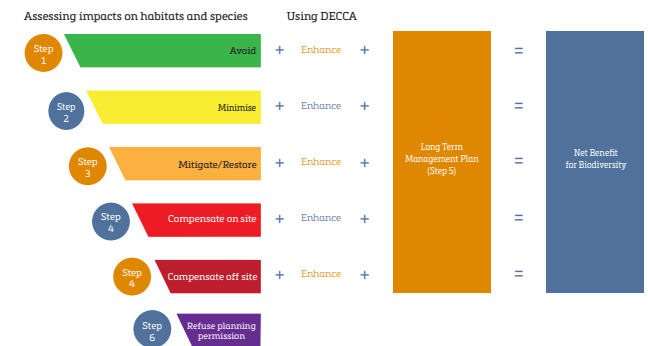 Assessing impacts on habitats and species
Using DECCA
Step
1
Avoid
+
Enhance
+
=
Step
2
Minimise
+
Enhance
+
=
Step
3
Mitigate/Restore
+
Enhance
+
=
Step
4
Compensate on site
+
Enhance
+
=
Step
4
Compensate off site
+
Enhance
+
=
Step
6
Refuse planning
permission
Long Term
Management Plan
(Step 5)
Net Benefit
for Biodiversity